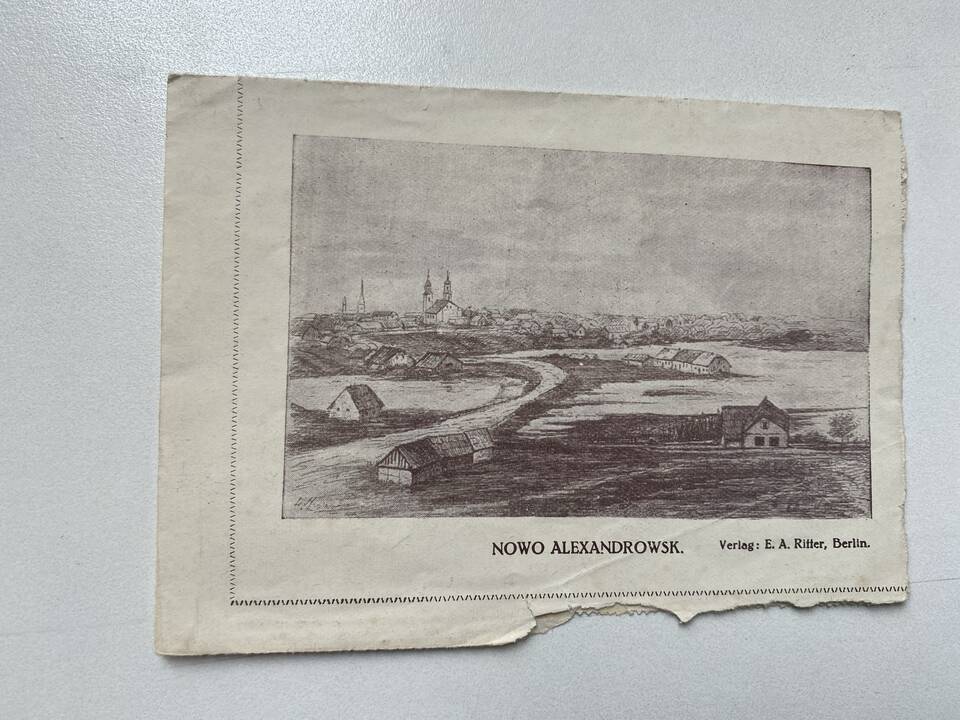 NOWO ALEXANDROWSK.
Verlag: E. A. Ritter, Berlin.